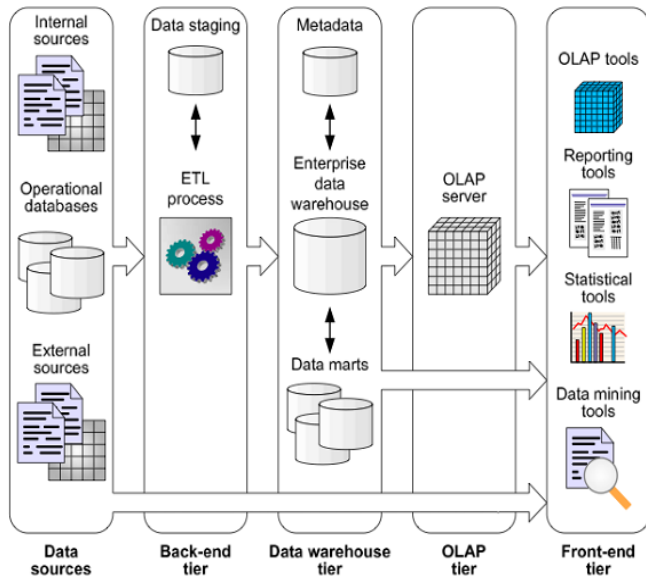 Internal
sources
Operational
databases
External
sources
Data
sources
Data staging
ETL
process
Back-end
tier
Metadata
Enterprise
data
warehouse
Data marts
Data warehouse
tier
OLAP
server
OLAP
tier
OLAP tools
Reporting
tools
Statistical
tools
Data mining
tools
Front-end
tier